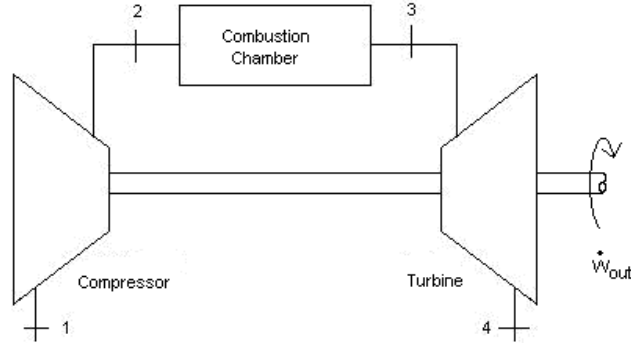 2
Combustion
Chamber
3
Compressor
Turbine
Ẇout
1
4